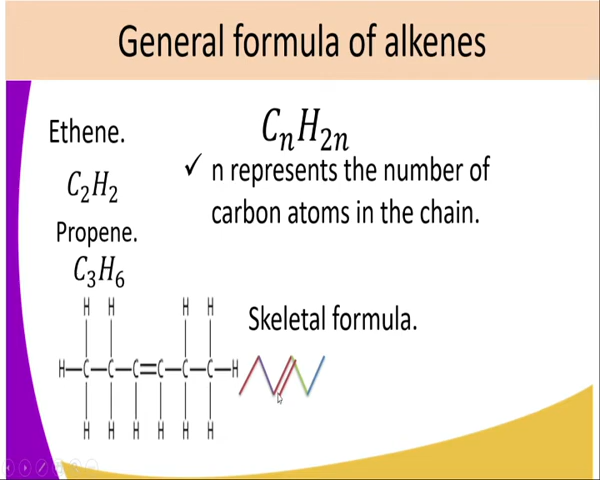 General formula of alkenes
Ethene.
CₙH₂ₙ
✓ n represents the number of
carbon atoms in the chain.
C₂H₂
Propene.
C₃H₆
Skeletal formula.
H H H H
H—C—C—C=C—C—C—H
H H H H H H